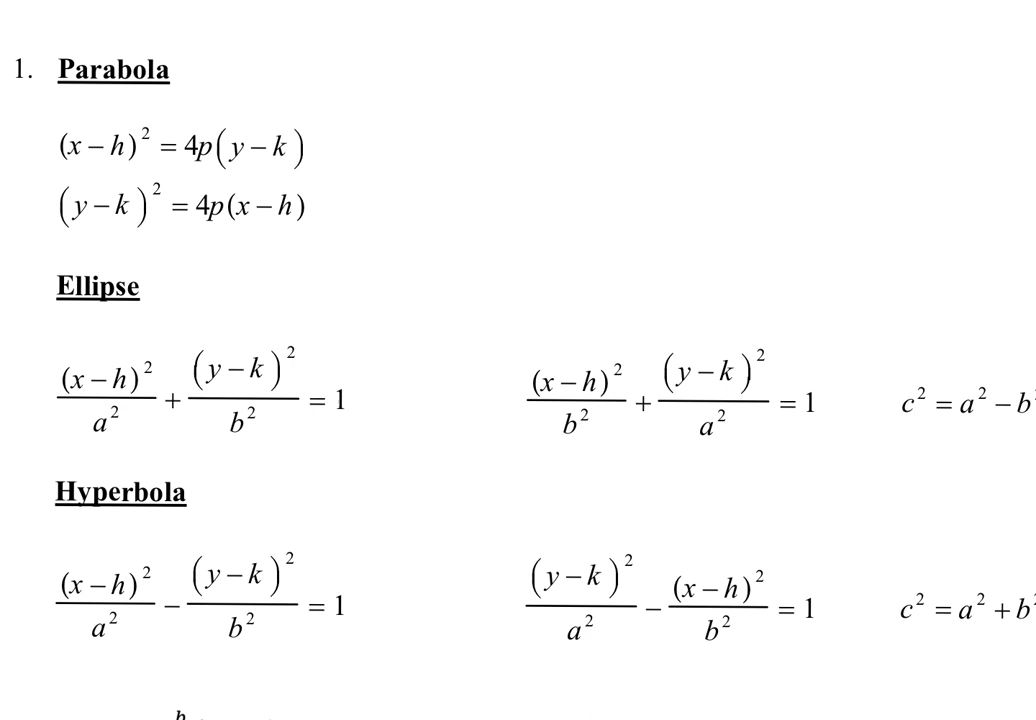 1. Parabola
(x − h)² = 4p(y − k)
(y − k)² = 4p(x − h)
Ellipse
(x − h)²/a² + (y − k)²/b² = 1 (x − h)²/b² + (y − k)²/a² = 1 c² = a² − b
Hyperbola
(x − h)²/a² − (y − k)²/b² = 1 (y − k)²/a² − (x − h)²/b² = 1 c² = a² + b